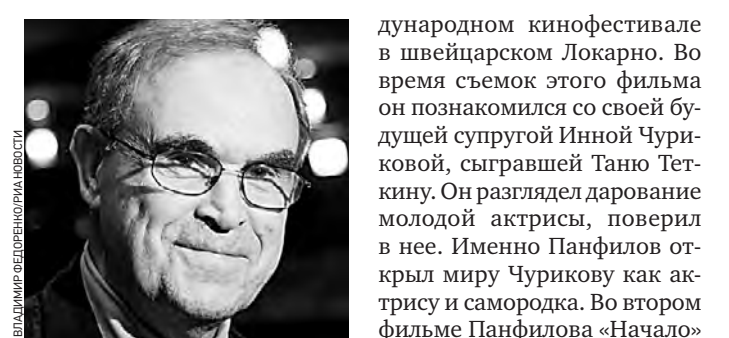 ВЛАДИМИР ФЕДОРЕНКО/РИА НОВОСТИ
дународном кинофестивале
в швейцарском Локарно. Во
время съемок этого фильма
он познакомился со своей бу-
дущей супругой Инной Чури-
ковой, сыгравшей Таню Тет-
кину. Он разглядел дарование
молодой актрисы, поверил
в нее. Именно Панфилов от-
крыл миру Чурикову как ак-
трису и самородка. Во втором
фильме Панфилова «Начало»